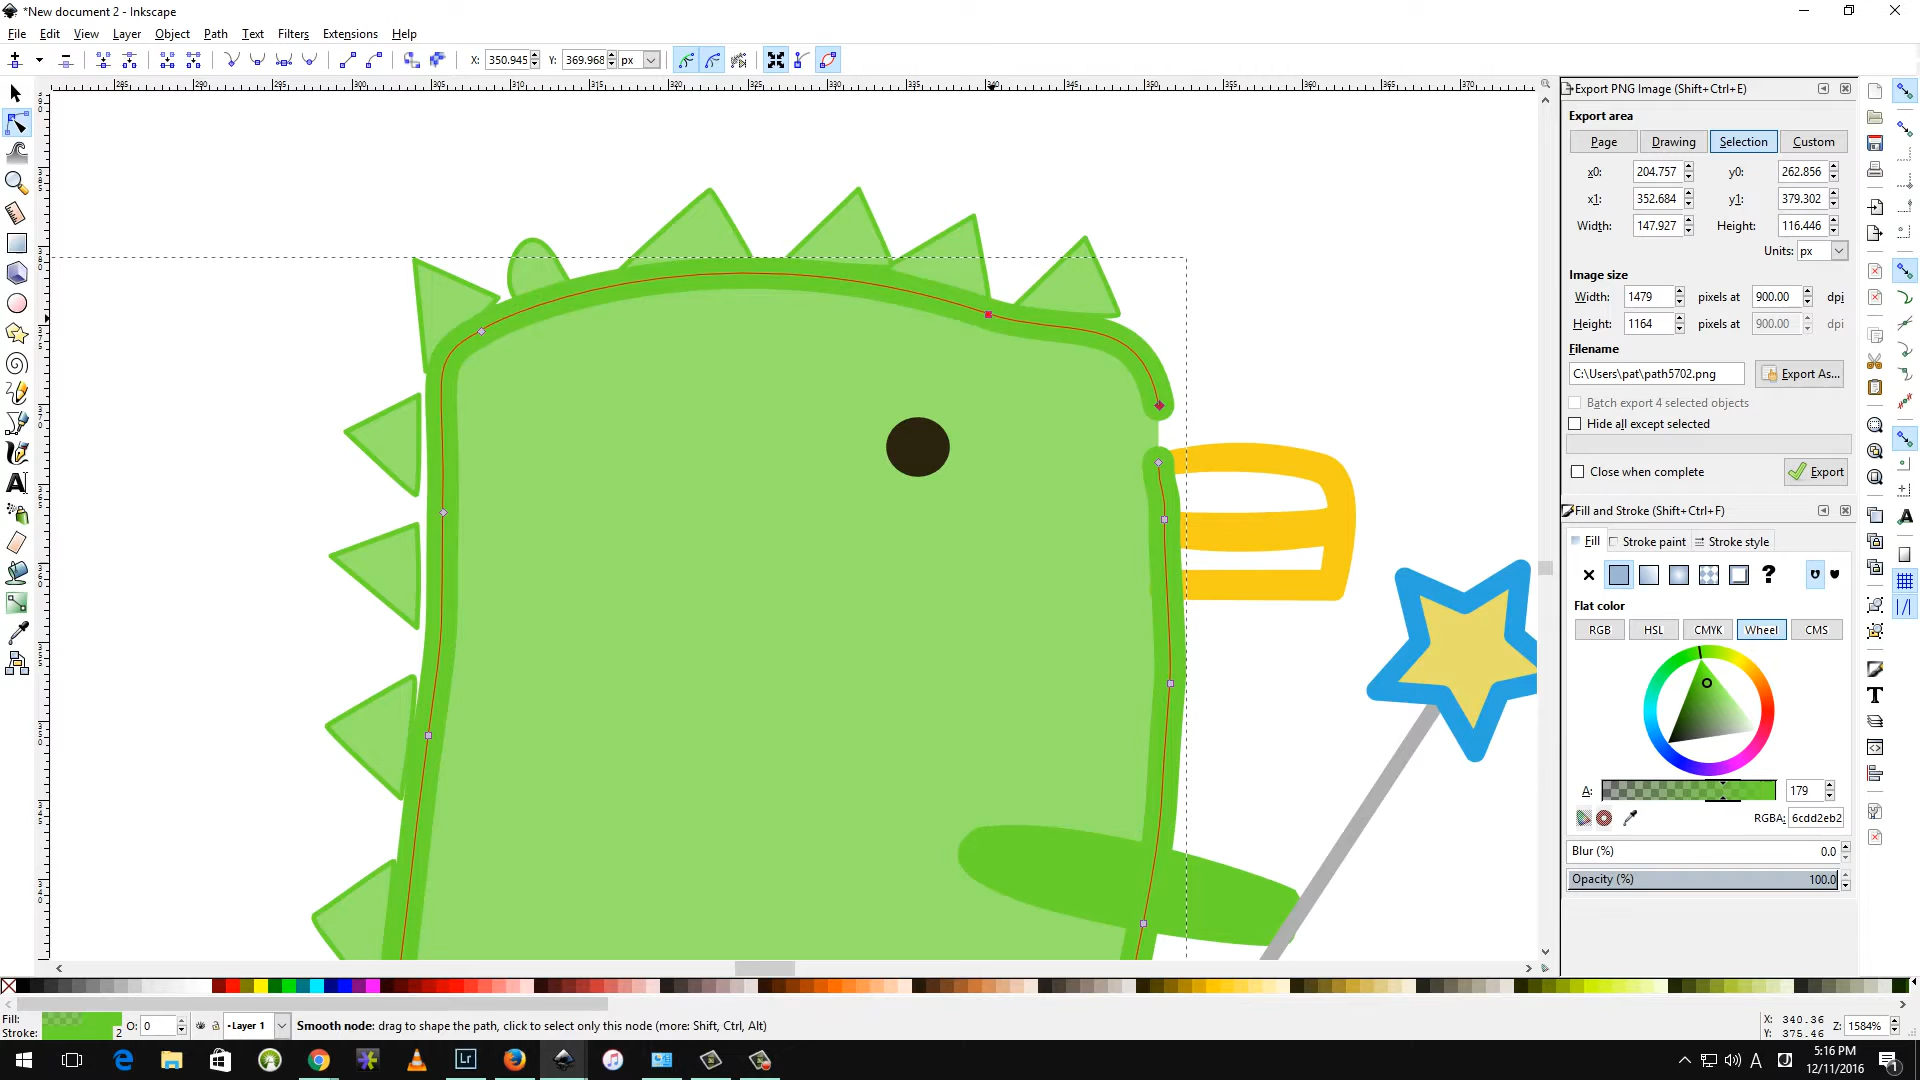 *New document 2 - Inkscape
File Edit View Layer Object Path Text Filters Extensions Help
X: 350.945 Y: 369.968 px
Export PNG Image (Shift+Ctrl+E)
Export area
Page Drawing Selection Custom
x0: 204.757 y0: 262.856
x1: 352.684 y1: 379.302
Width: 147.927 Height: 116.446
Units: px
Image size
Width: 1479 pixels at 900.00 dpi
Height: 1164 pixels at 900.00 dpi
Filename
C:\Users\pat\path5702.png Export As...
Batch export 4 selected objects
Hide all except selected
Close when complete Export
Fill and Stroke (Shift+Ctrl+F)
Fill Stroke paint Stroke style
Flat color
RGB HSL CMYK Wheel CMS
A: 179
RGBA: 6cdd2eb2
Blur (%) 0.0
Opacity (%) 100.0
Fill:
Stroke: 2 O: 0 Layer 1 Smooth node: drag to shape the path, click to select only this node (more: Shift, Ctrl, Alt)
X: 340.36
Y: 375.46 Z: 1584%
5:16 PM
12/11/2016